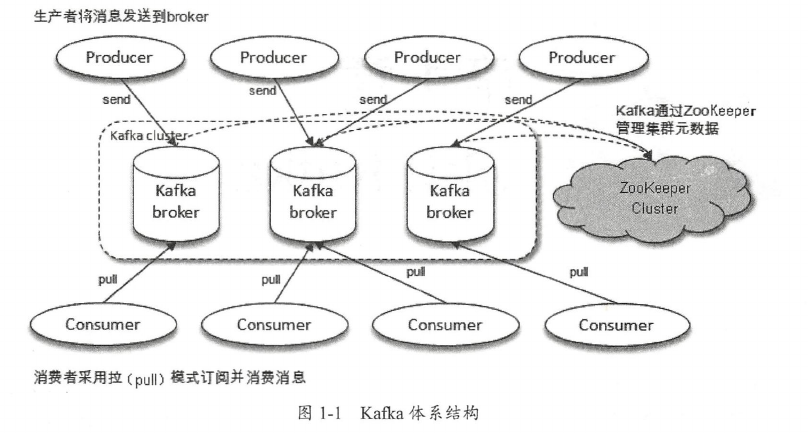 生产者将消息发送到broker
Producer
Producer
Producer
Producer
send
send
send
send
Kafka通过ZooKeeper
管理集群元数据
Kafka cluster
Kafka
broker
Kafka
broker
Kafka
broker
ZooKeeper
Cluster
pull
pull
pull
pull
Consumer
Consumer
Consumer
Consumer
消费者采用拉（pull）模式订阅并消费消息
图 1-1 Kafka 体系结构